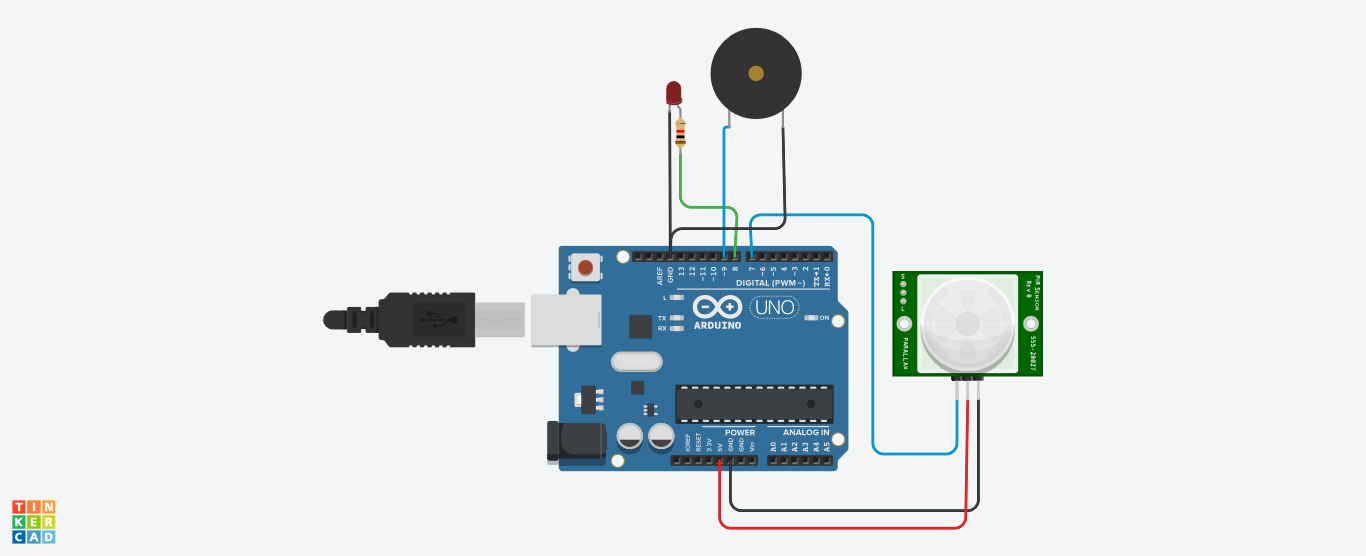 AREF
GND
13
12
~11
~10
~9
8
7
~6
~5
4
~3
2
TX→1
RX←0
DIGITAL (PWM~)
L
TX
RX
ARDUINO
UNO
ON
POWER
ANALOG IN
IOREF
RESET
3.3V
5V
GND
GND
Vin
A0
A1
A2
A3
A4
A5
S
L
PIR SENSOR
Rev B
PARALLAX
555-28027
TIN
KER
CAD